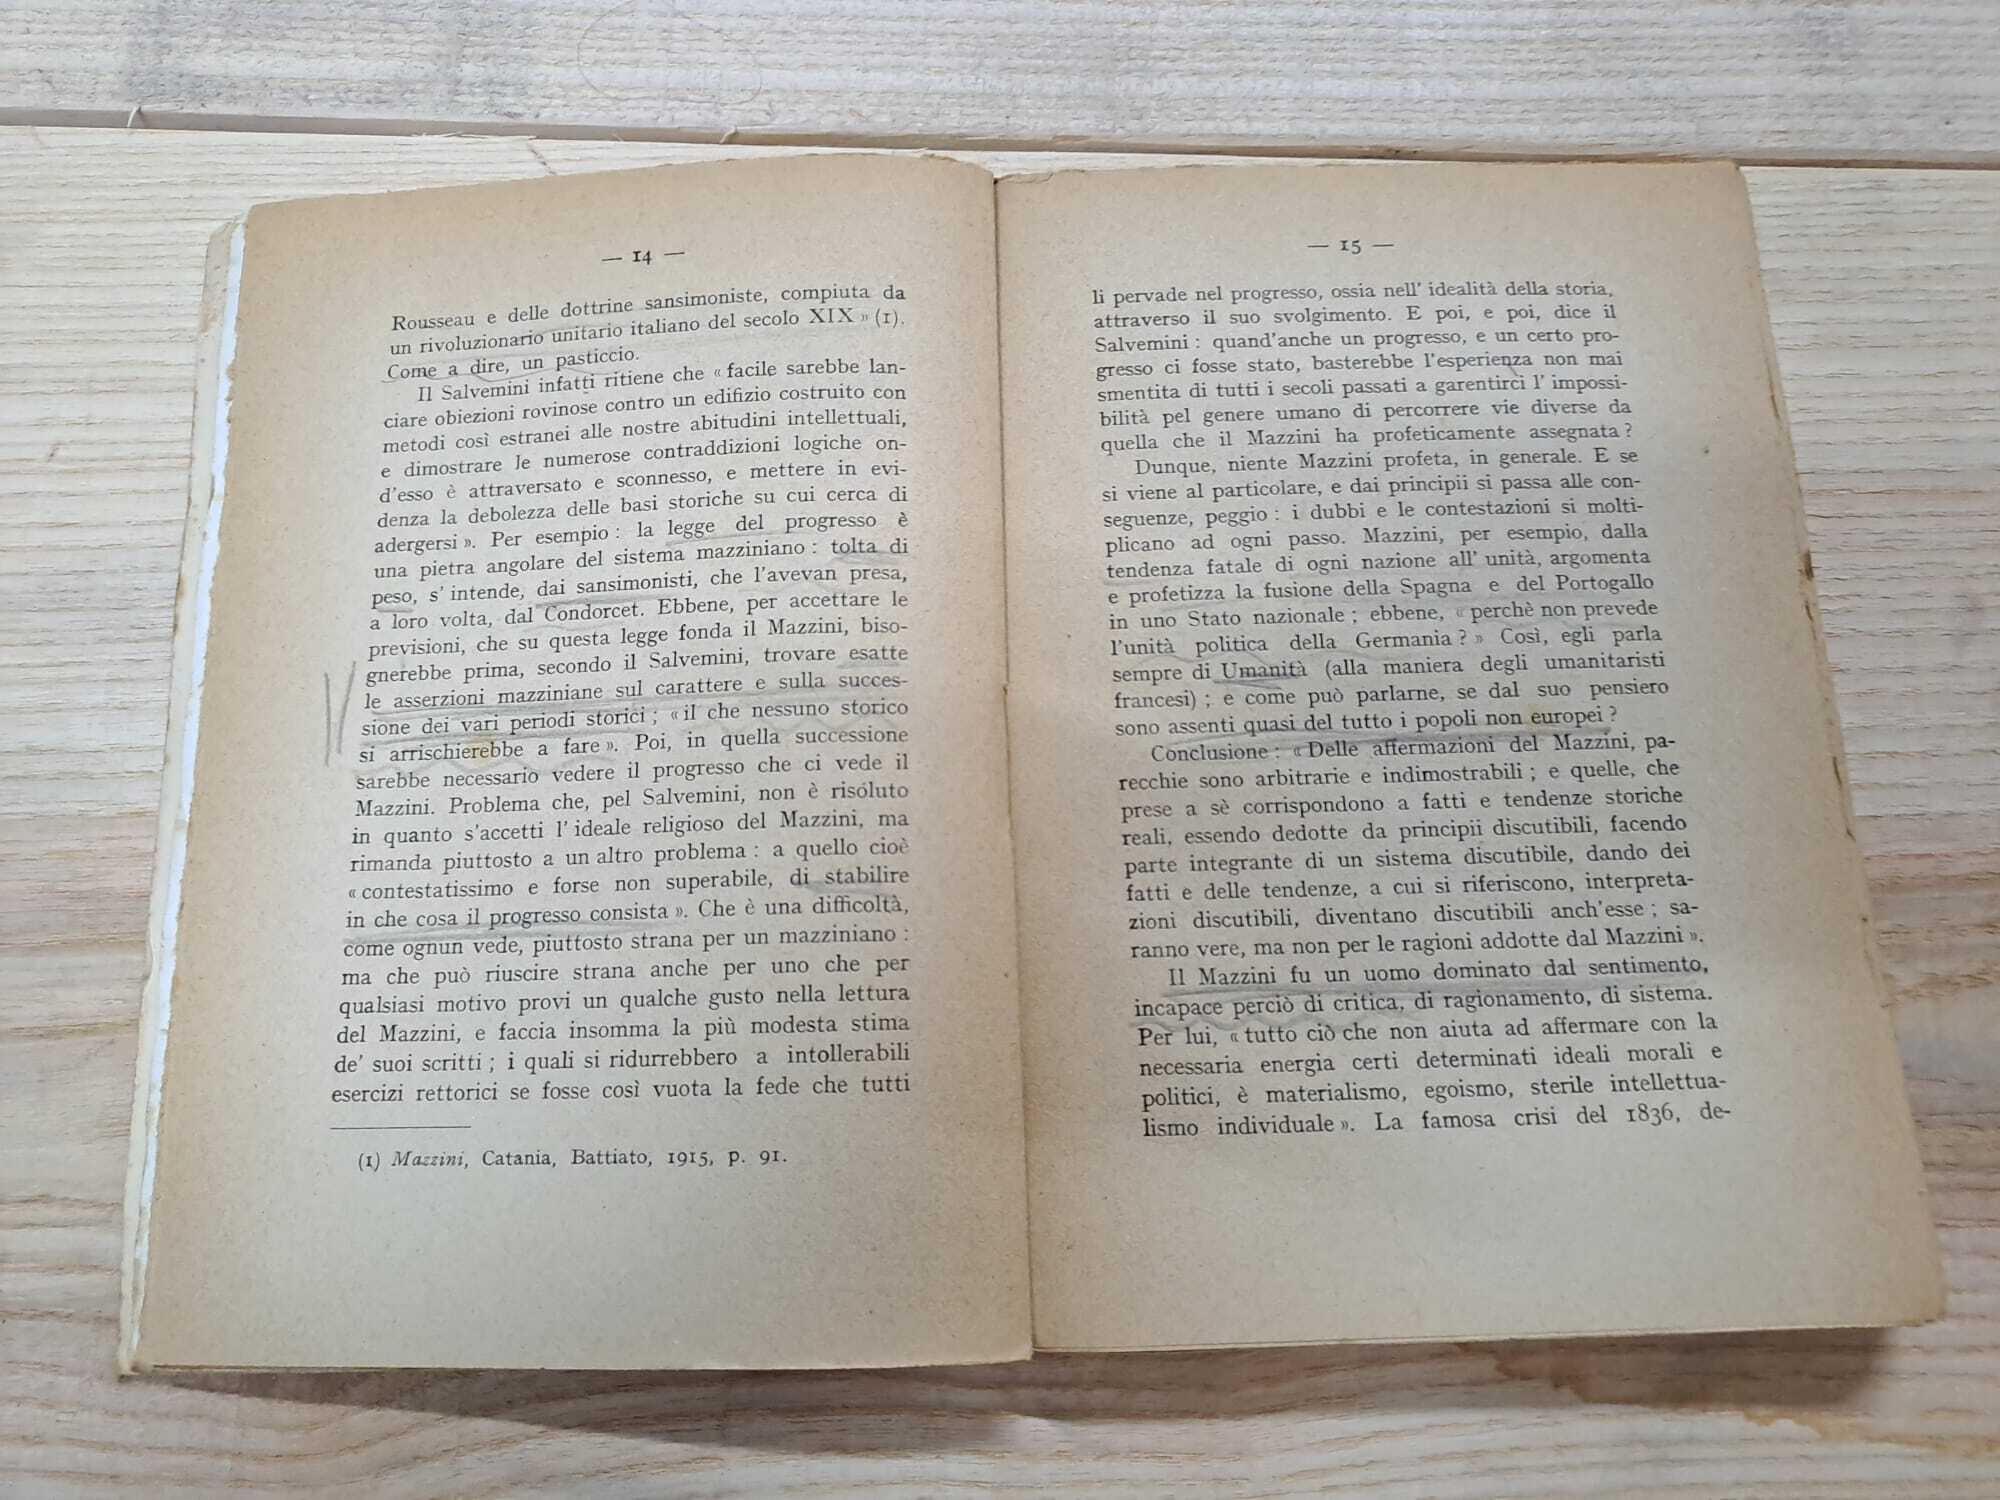 — 14 —
Rousseau e delle dottrine sansimoniste, compiuta da
un rivoluzionario unitario italiano del secolo XIX » (1).
Come a dire, un pasticcio.
Il Salvemini infatti ritiene che « facile sarebbe lan-
ciare obiezioni rovinose contro un edifizio costruito con
metodi così estranei alle nostre abitudini intellettuali,
e dimostrare le numerose contraddizioni logiche on-
d'esso è attraversato e sconnesso, e mettere in evi-
denza la debolezza delle basi storiche su cui cerca di
adergersi ». Per esempio : la legge del progresso è
una pietra angolare del sistema mazziniano : tolta di
peso, s' intende, dai sansimonisti, che l'avevan presa,
a loro volta, dal Condorcet. Ebbene, per accettare le
previsioni, che su questa legge fonda il Mazzini, biso-
gnerebbe prima, secondo il Salvemini, trovare esatte
le asserzioni mazziniane sul carattere e sulla succes-
sione dei vari periodi storici ; « il che nessuno storico
si arrischierebbe a fare ». Poi, in quella successione
sarebbe necessario vedere il progresso che ci vede il
Mazzini. Problema che, pel Salvemini, non è risoluto
in quanto s'accetti l' ideale religioso del Mazzini, ma
rimanda piuttosto a un altro problema : a quello cioè
« contestatissimo e forse non superabile, di stabilire
in che cosa il progresso consista ». Che è una difficoltà,
come ognun vede, piuttosto strana per un mazziniano :
ma che può riuscire strana anche per uno che per
qualsiasi motivo provi un qualche gusto nella lettura
del Mazzini, e faccia insomma la più modesta stima
de' suoi scritti ; i quali si ridurrebbero a intollerabili
esercizi rettorici se fosse così vuota la fede che tutti
(1) Mazzini, Catania, Battiato, 1915, p. 91.
— 15 —
li pervade nel progresso, ossia nell' idealità della storia,
attraverso il suo svolgimento. E poi, e poi, dice il
Salvemini : quand'anche un progresso, e un certo pro-
gresso ci fosse stato, basterebbe l'esperienza non mai
smentita di tutti i secoli passati a garentirci l' impossi-
bilità pel genere umano di percorrere vie diverse da
quella che il Mazzini ha profeticamente assegnata ?
Dunque, niente Mazzini profeta, in generale. E se
si viene al particolare, e dai principii si passa alle con-
seguenze, peggio : i dubbi e le contestazioni si molti-
plicano ad ogni passo. Mazzini, per esempio, dalla
tendenza fatale di ogni nazione all' unità, argomenta
e profetizza la fusione della Spagna e del Portogallo
in uno Stato nazionale ; ebbene, « perchè non prevede
l'unità politica della Germania ? » Così, egli parla
sempre di Umanità (alla maniera degli umanitaristi
francesi) ; e come può parlarne, se dal suo pensiero
sono assenti quasi del tutto i popoli non europei ?
Conclusione : « Delle affermazioni del Mazzini, pa-
recchie sono arbitrarie e indimostrabili ; e quelle, che
prese a sè corrispondono a fatti e tendenze storiche
reali, essendo dedotte da principii discutibili, facendo
parte integrante di un sistema discutibile, dando dei
fatti e delle tendenze, a cui si riferiscono, interpreta-
zioni discutibili, diventano discutibili anch'esse ; sa-
ranno vere, ma non per le ragioni addotte dal Mazzini ».
Il Mazzini fu un uomo dominato dal sentimento,
incapace perciò di critica, di ragionamento, di sistema.
Per lui, « tutto ciò che non aiuta ad affermare con la
necessaria energia certi determinati ideali morali e
politici, è materialismo, egoismo, sterile intellettua-
lismo individuale ». La famosa crisi del 1836, de-